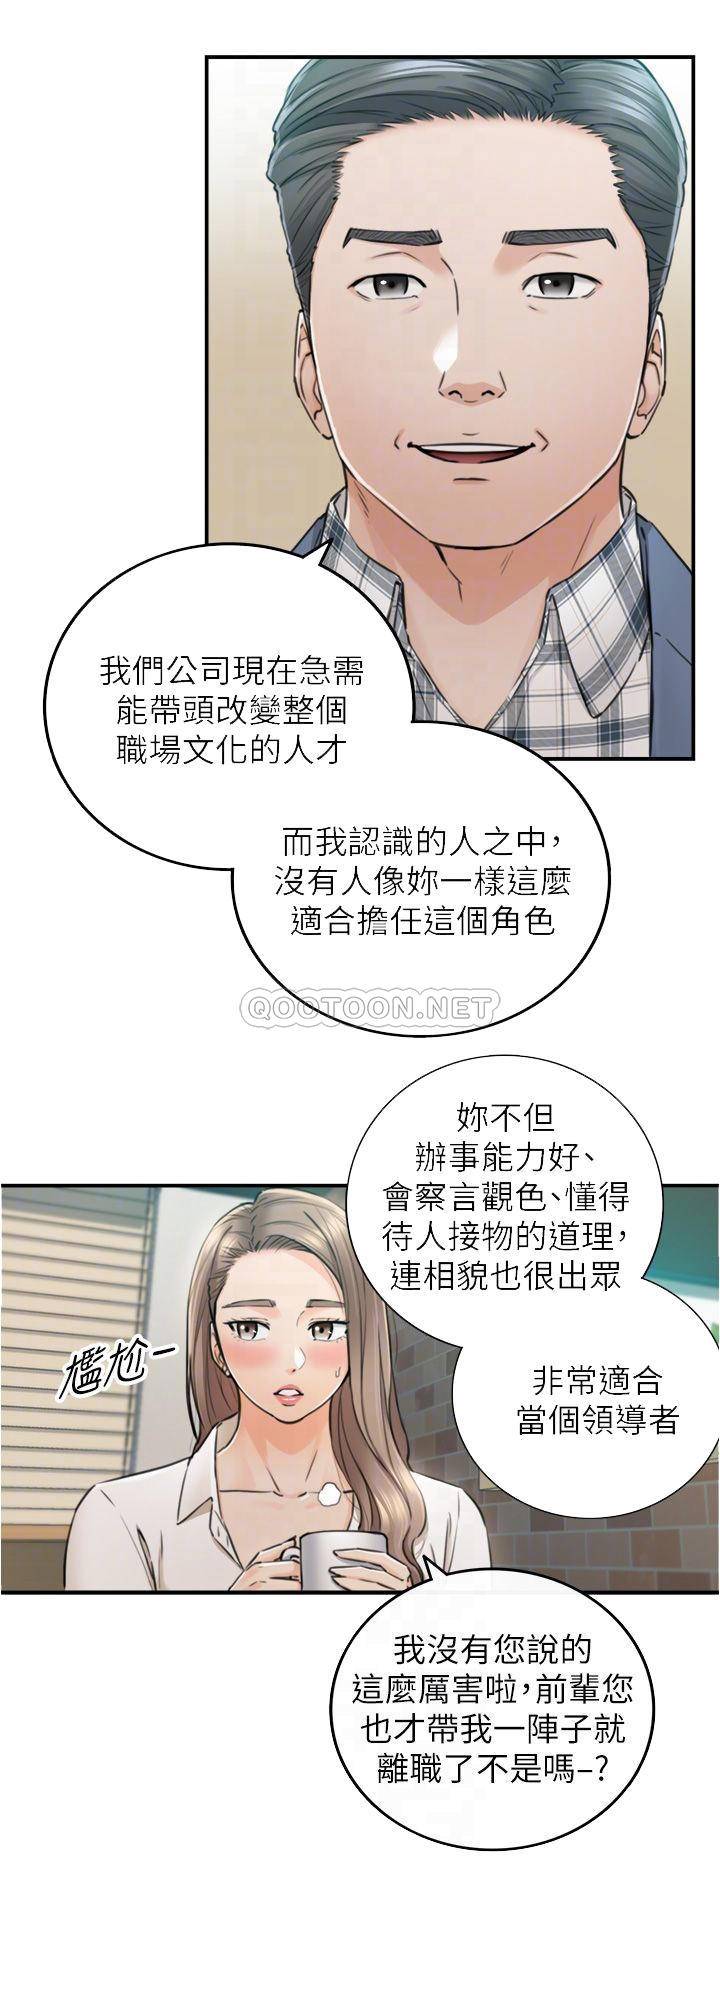 我們公司現在急需
能帶頭改變整個
職場文化的人才
而我認識的人之中，
沒有人像妳一樣這麼
適合擔任這個角色
QOOTOON.NET
妳不但
辦事能力好、
會察言觀色、懂得
待人接物的道理，
連相貌也很出眾
非常適合
當個領導者
尷尬–
我沒有您說的
這麼厲害啦，前輩您
也才帶我一陣子就
離職了不是嗎–?